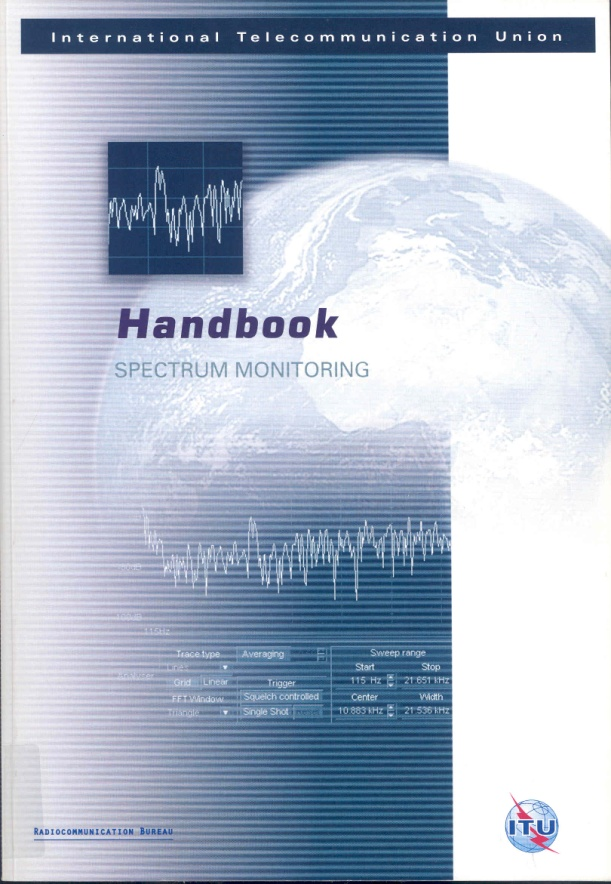 International Telecommunication Union
Handbook
SPECTRUM MONITORING
115Hz
Trace type Averaging Sweep range
Lines Start Stop
Grid Linear Trigger 115 Hz 21.651 kHz
FFT Window Squelch controlled Center Width
Triangle Single Shot 10.883 kHz 21.536 kHz
RADIOCOMMUNICATION BUREAU
ITU